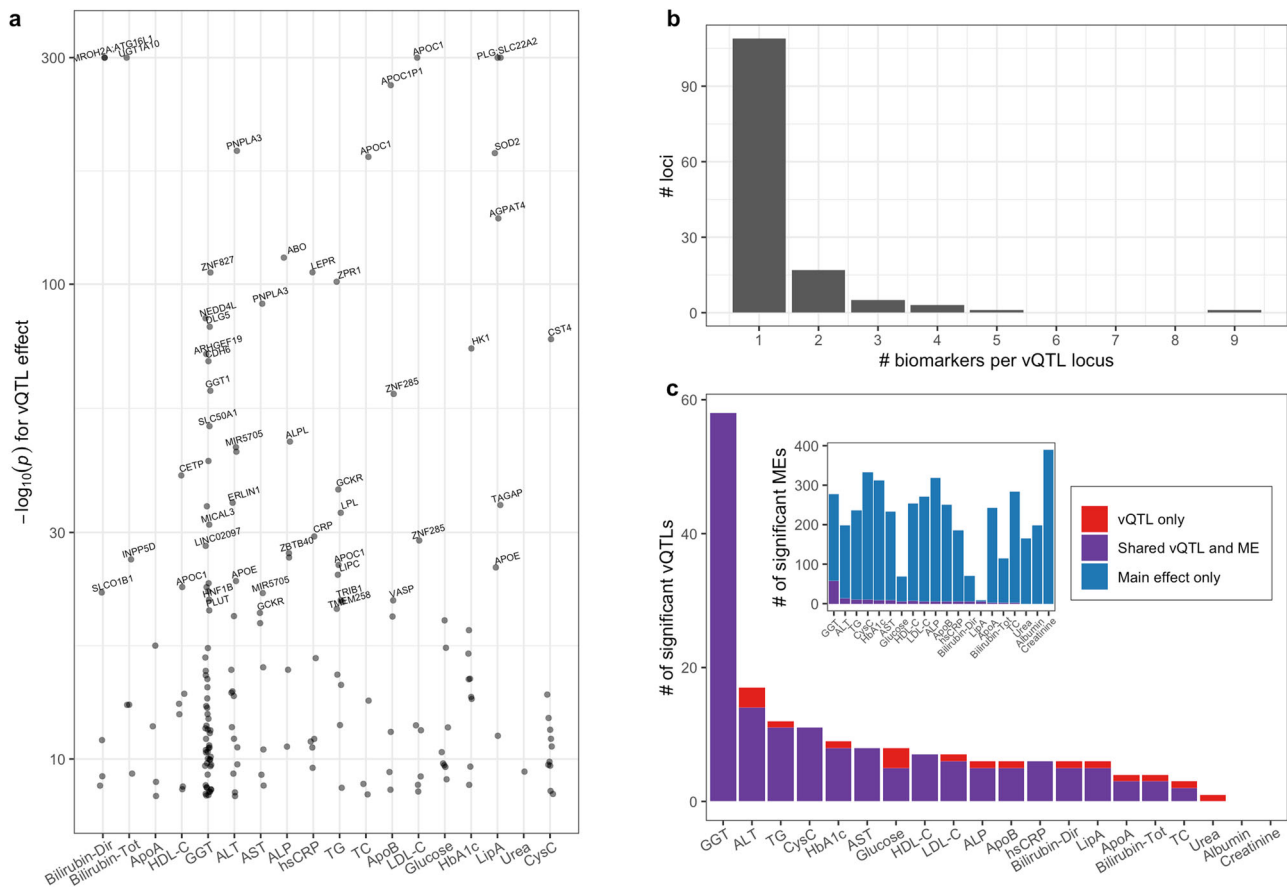 a
−log10(p) for vQTL effect
300
100
30
10
MROH2A;ATG16L1
UGT1A10
APOC1
PLG;SLC22A2
APOC1P1
PNPLA3
APOC1
SOD2
AGPAT4
ABO
ZNF827
LEPR
ZPR1
PNPLA3
NEDD4L
DLG5
ARHGEF19
CDH6
HK1
CST4
GGT1
ZNF285
SLC50A1
MIR5705
ALPL
CETP
GCKR
ERLIN1
LPL
TAGAP
MICAL3
CRP
ZNF285
LINC02097
ZBTB40
INPP5D
APOC1
LIPC
APOE
SLCO1B1
APOC1
APOE
HNF1B
MIR5705
TRIB1
VASP
PLUT
GCKR
TMEM258
Bilirubin-Dir
Bilirubin-Tot
ApoA
HDL-C
GGT
ALT
AST
ALP
hsCRP
TG
TC
ApoB
LDL-C
Glucose
HbA1c
LipA
Urea
CysC
b
# loci
90
60
30
0
1 2 3 4 5 6 7 8 9
# biomarkers per vQTL locus
c
# of significant vQTLs
60
40
20
0
GGT
ALT
TG
CysC
HbA1c
AST
Glucose
HDL-C
LDL-C
ALP
ApoB
hsCRP
Bilirubin-Dir
LipA
ApoA
Bilirubin-Tot
TC
Urea
Albumin
Creatinine
# of significant MEs
400
300
200
100
0
GGT
ALT
TG
CysC
HbA1c
AST
Glucose
HDL-C
LDL-C
ALP
ApoB
hsCRP
Bilirubin-Dir
LipA
ApoA
Bilirubin-Tot
TC
Urea
Albumin
Creatinine
vQTL only
Shared vQTL and ME
Main effect only